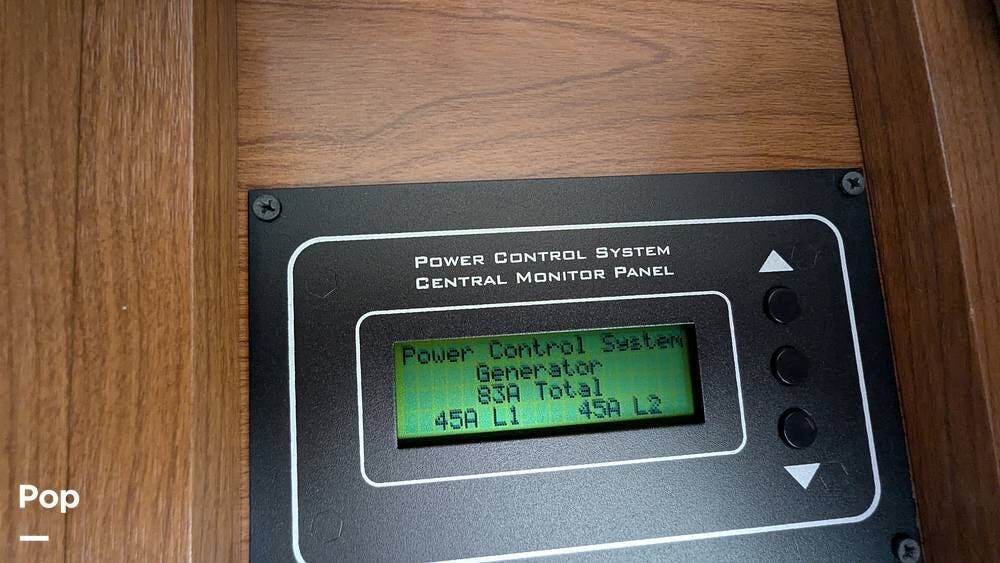 POWER CONTROL SYSTEM
CENTRAL MONITOR PANEL
Power Control System
Generator
83A Total
45A L1 45A L2
Pop